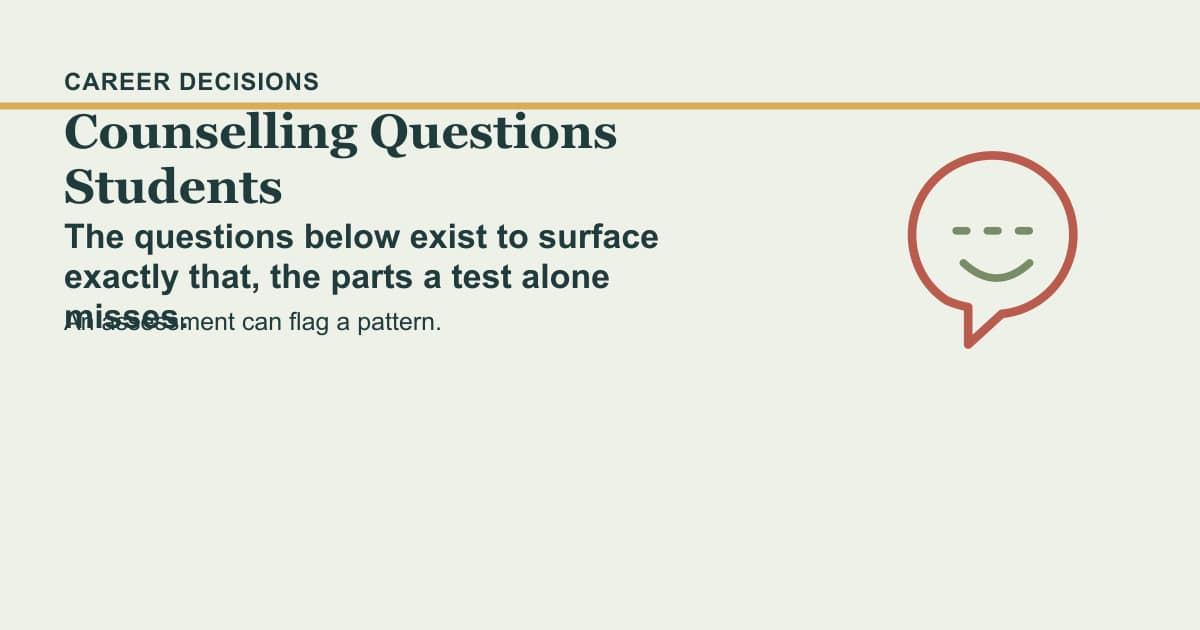 CAREER DECISIONS
Counselling Questions
Students
The questions below exist to surface
exactly that, the parts a test alone
misses.
An assessment can flag a pattern.